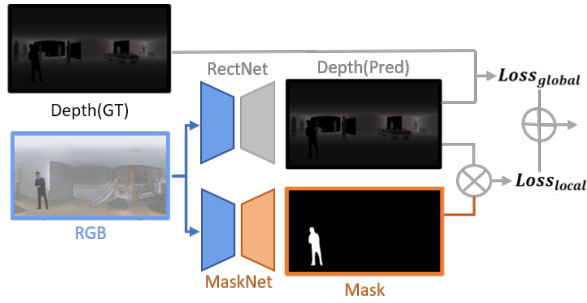 RectNet
Depth(Pred)
Depth(GT)
Loss_global
Loss_local
RGB
MaskNet
Mask